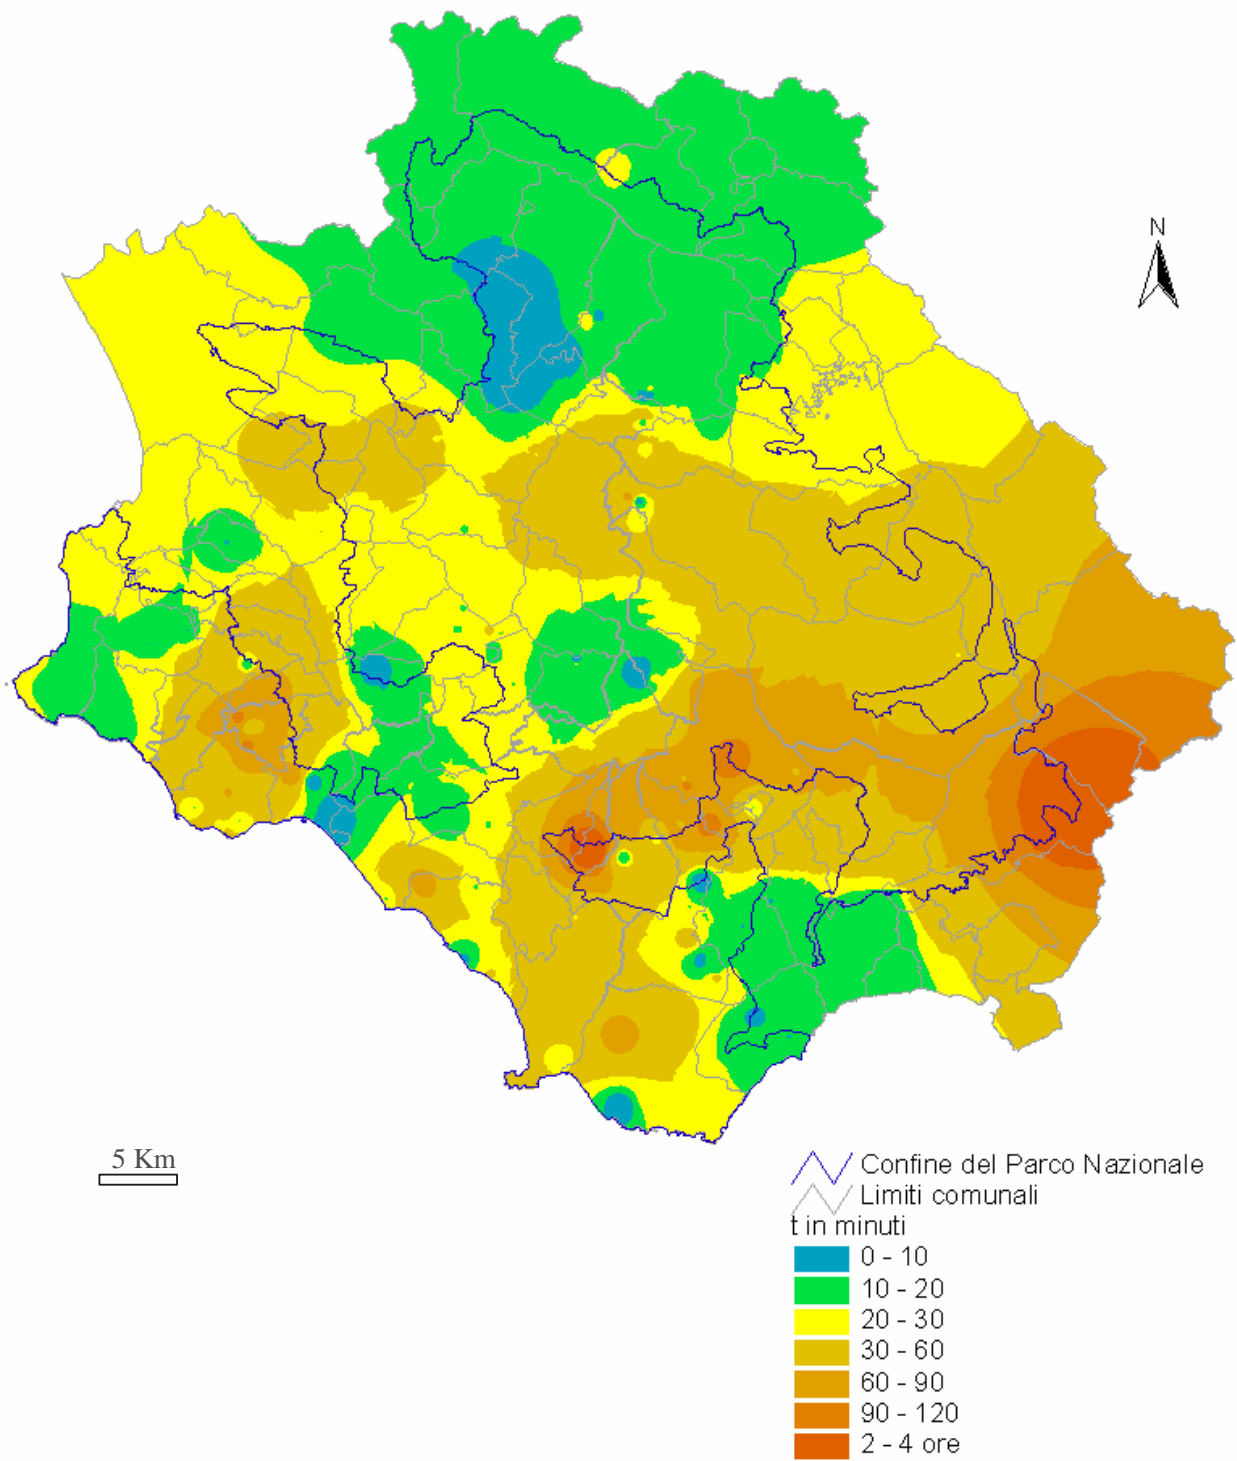 N
5 Km
Confine del Parco Nazionale
Limiti comunali
t in minuti
0 - 10
10 - 20
20 - 30
30 - 60
60 - 90
90 - 120
2 - 4 ore